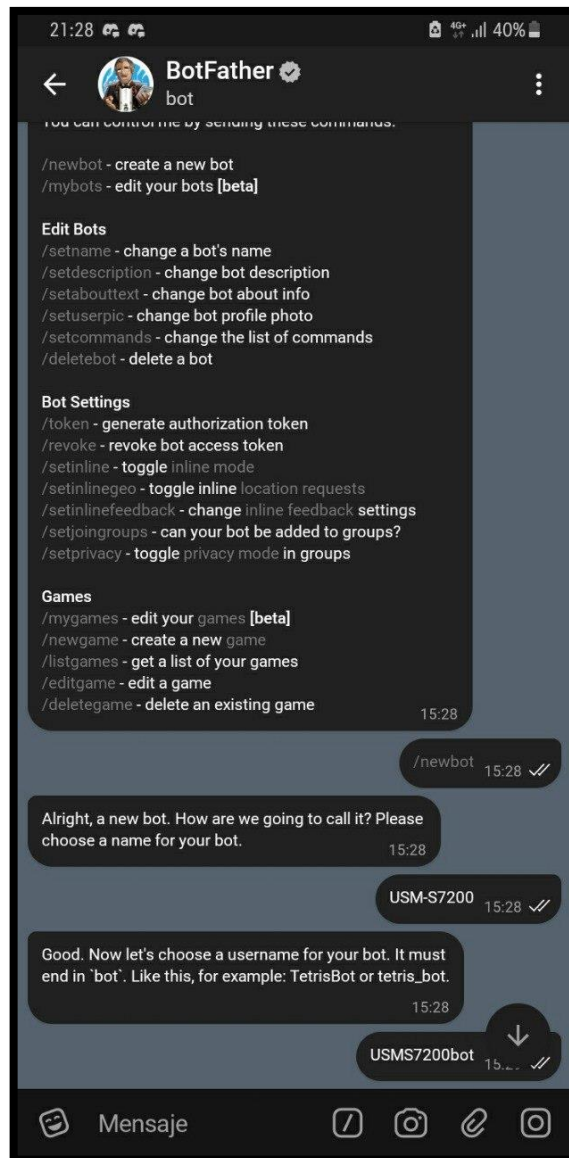 21:28
4G+ 40%
BotFather
bot
You can control me by sending these commands:
/newbot - create a new bot
/mybots - edit your bots [beta]
Edit Bots
/setname - change a bot's name
/setdescription - change bot description
/setabouttext - change bot about info
/setuserpic - change bot profile photo
/setcommands - change the list of commands
/deletebot - delete a bot
Bot Settings
/token - generate authorization token
/revoke - revoke bot access token
/setinline - toggle inline mode
/setinlinegeo - toggle inline location requests
/setinlinefeedback - change inline feedback settings
/setjoingroups - can your bot be added to groups?
/setprivacy - toggle privacy mode in groups
Games
/mygames - edit your games [beta]
/newgame - create a new game
/listgames - get a list of your games
/editgame - edit a game
/deletegame - delete an existing game
15:28
/newbot 15:28
Alright, a new bot. How are we going to call it? Please
choose a name for your bot.
15:28
USM-S7200 15:28
Good. Now let's choose a username for your bot. It must
end in `bot`. Like this, for example: TetrisBot or tetris_bot.
15:28
USMS7200bot
Mensaje